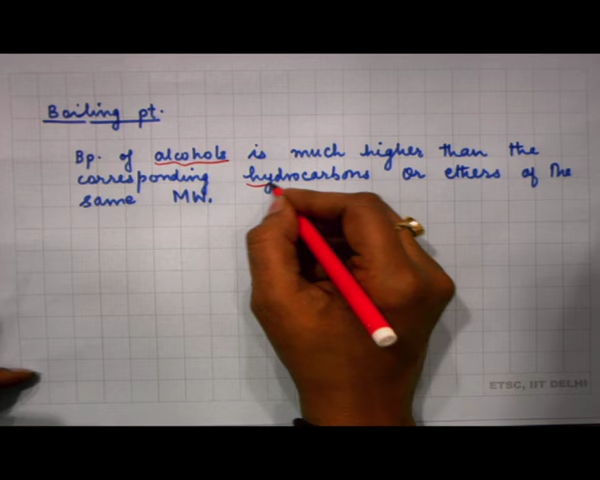 Boiling pt.
Bp. of alcohols is much higher than the
corresponding hydrocarbons or ethers of the
same MW.
ETSC, IIT DELHI